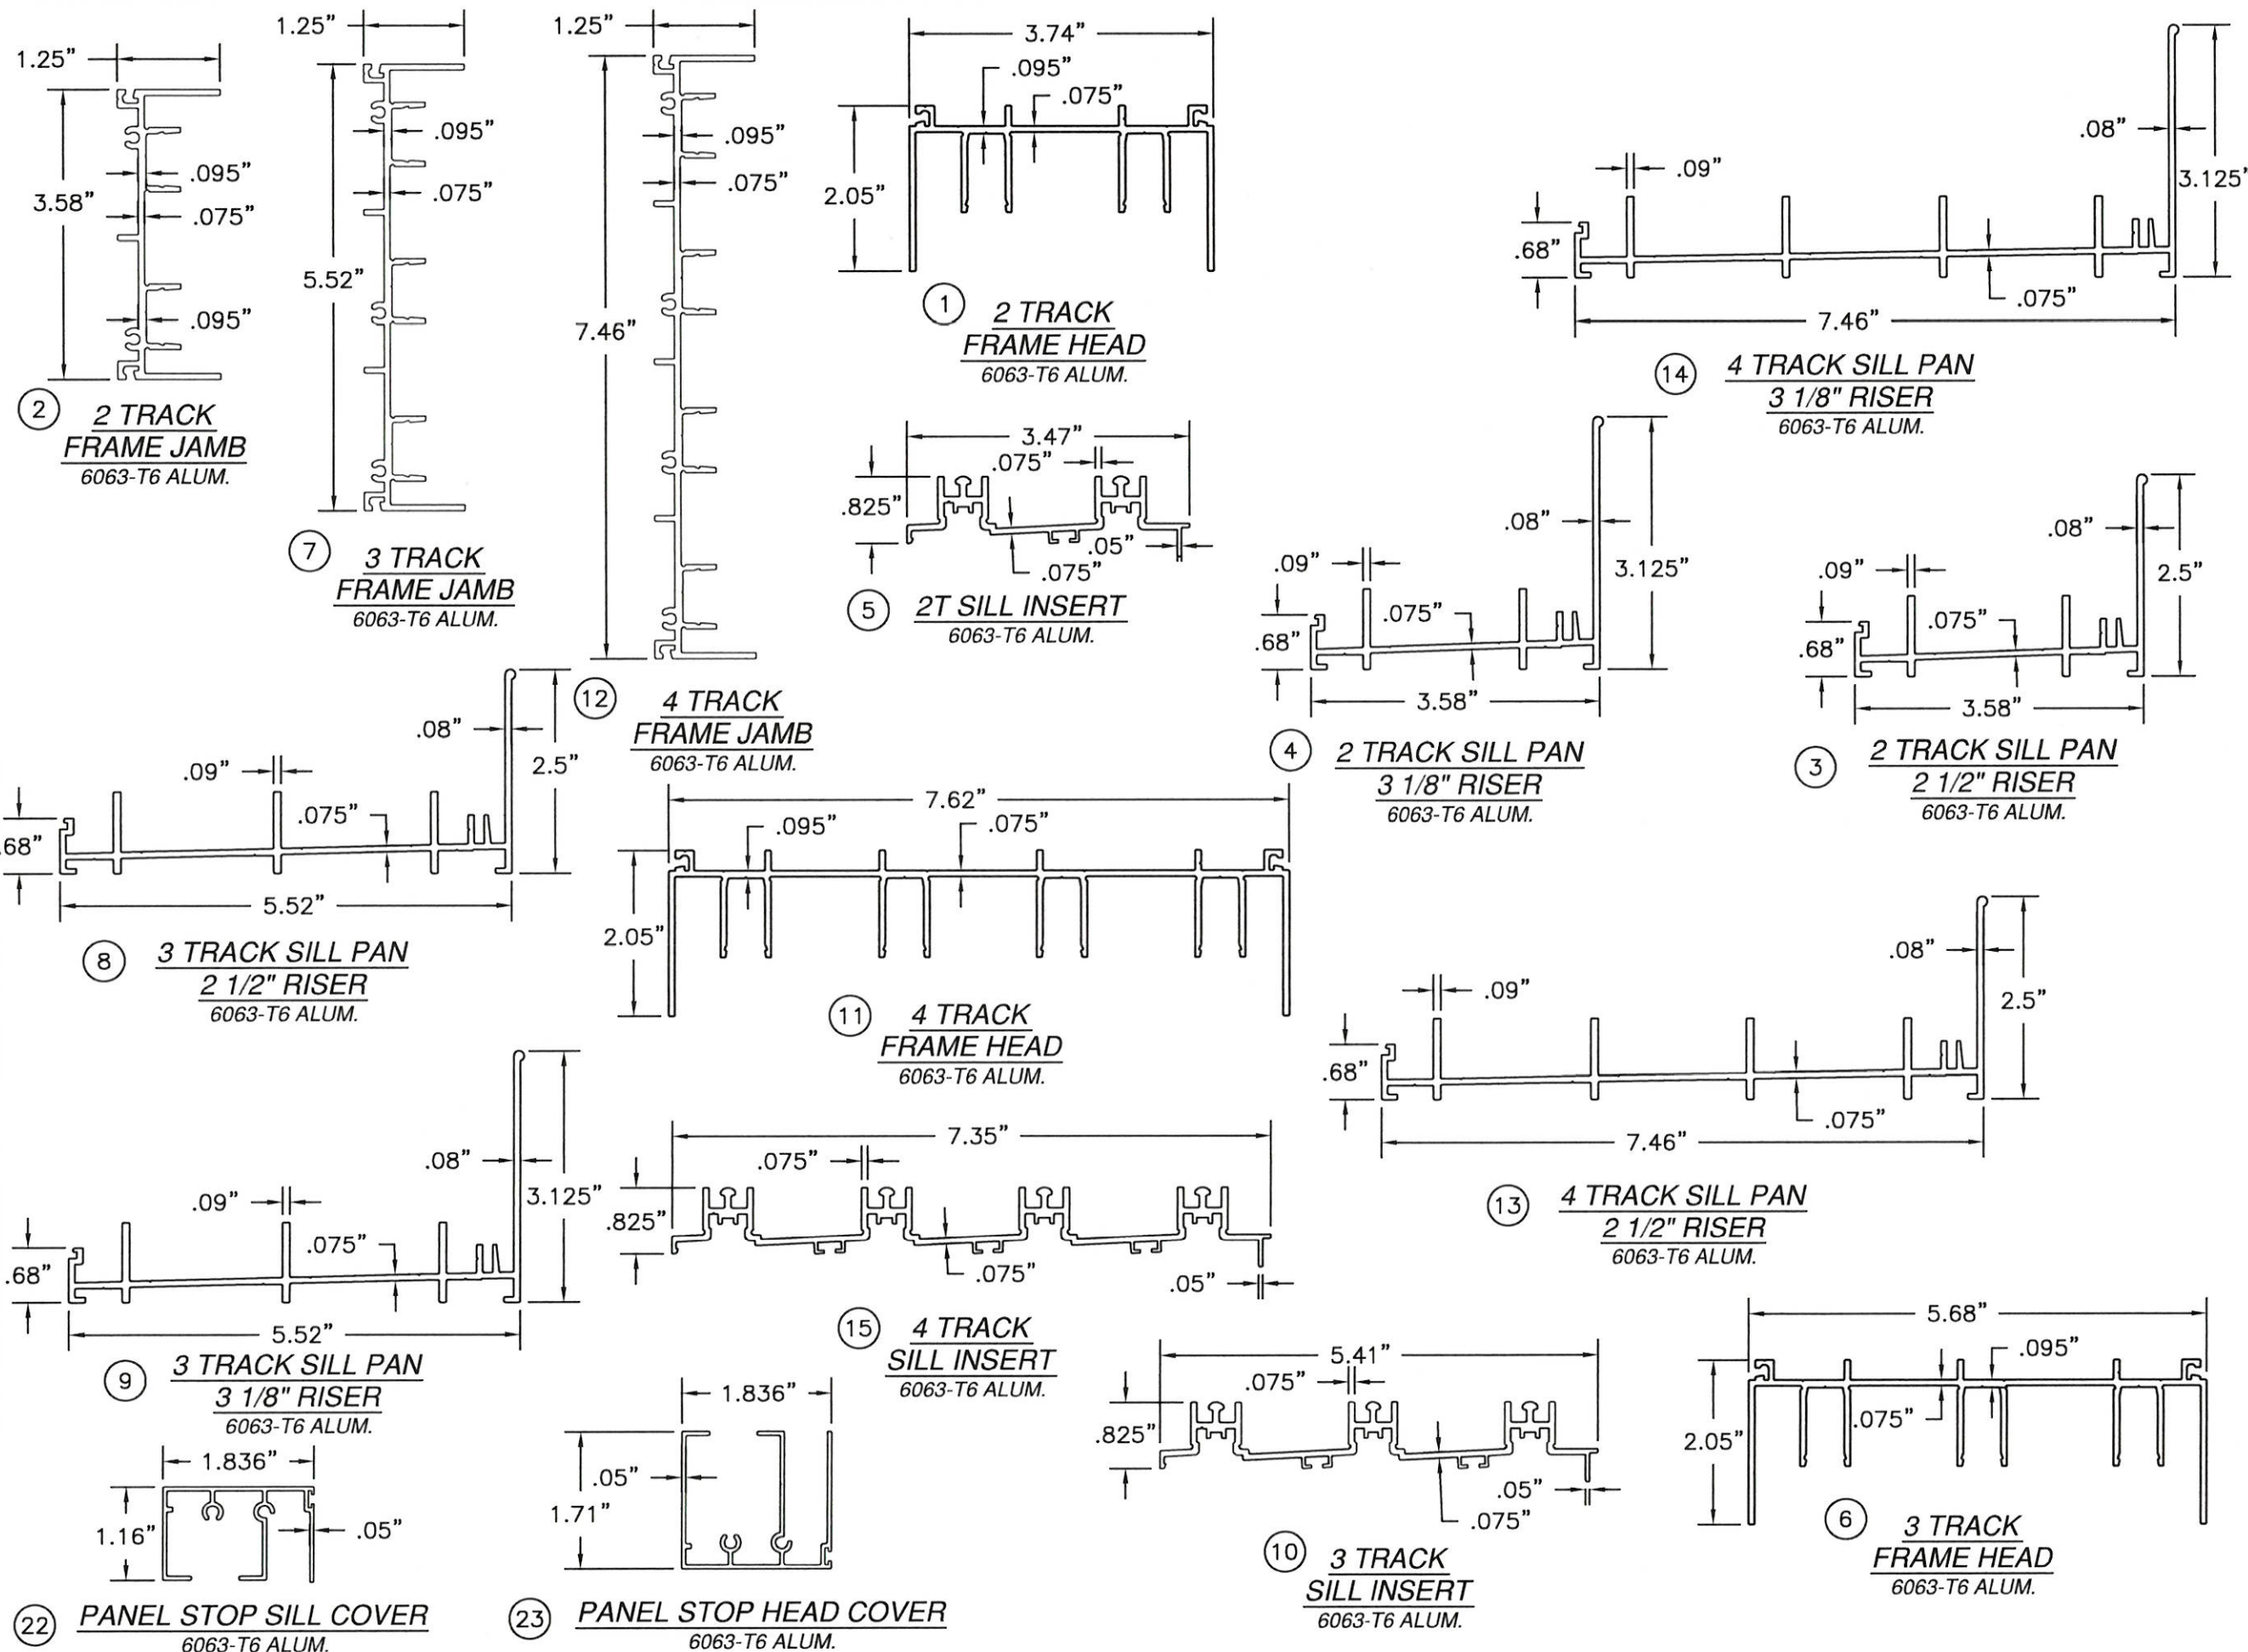 1.25”
3.58”
.095”
.075”
.095”
2
2 TRACK
FRAME JAMB
6063-T6 ALUM.
1.25”
5.52”
.095”
.075”
7
3 TRACK
FRAME JAMB
6063-T6 ALUM.
1.25”
7.46”
.095”
.075”
12
4 TRACK
FRAME JAMB
6063-T6 ALUM.
3.74”
.095”
.075”
2.05”
1
2 TRACK
FRAME HEAD
6063-T6 ALUM.
3.47”
.075”
.825”
.05”
.075”
5
2T SILL INSERT
6063-T6 ALUM.
.08”
3.125”
.09”
.68”
.075”
7.46”
14
4 TRACK SILL PAN
3 1/8" RISER
6063-T6 ALUM.
.08”
3.125”
.09”
.075”
.68”
3.58”
4
2 TRACK SILL PAN
3 1/8" RISER
6063-T6 ALUM.
.08”
2.5”
.09”
.075”
.68”
3.58”
3
2 TRACK SILL PAN
2 1/2" RISER
6063-T6 ALUM.
.08”
2.5”
.09”
.075”
.68”
5.52”
8
3 TRACK SILL PAN
2 1/2" RISER
6063-T6 ALUM.
7.62”
.095”
.075”
2.05”
11
4 TRACK
FRAME HEAD
6063-T6 ALUM.
.08”
2.5”
.09”
.68”
.075”
7.46”
13
4 TRACK SILL PAN
2 1/2" RISER
6063-T6 ALUM.
.08”
3.125”
.09”
.075”
.68”
5.52”
9
3 TRACK SILL PAN
3 1/8" RISER
6063-T6 ALUM.
7.35”
.075”
.825”
.075”
.05”
15
4 TRACK
SILL INSERT
6063-T6 ALUM.
5.41”
.075”
.825”
.05”
.075”
10
3 TRACK
SILL INSERT
6063-T6 ALUM.
5.68”
.095”
.075”
2.05”
6
3 TRACK
FRAME HEAD
6063-T6 ALUM.
1.836”
1.16”
.05”
22
PANEL STOP SILL COVER
6063-T6 ALUM.
1.836”
.05”
1.71”
23
PANEL STOP HEAD COVER
6063-T6 ALUM.